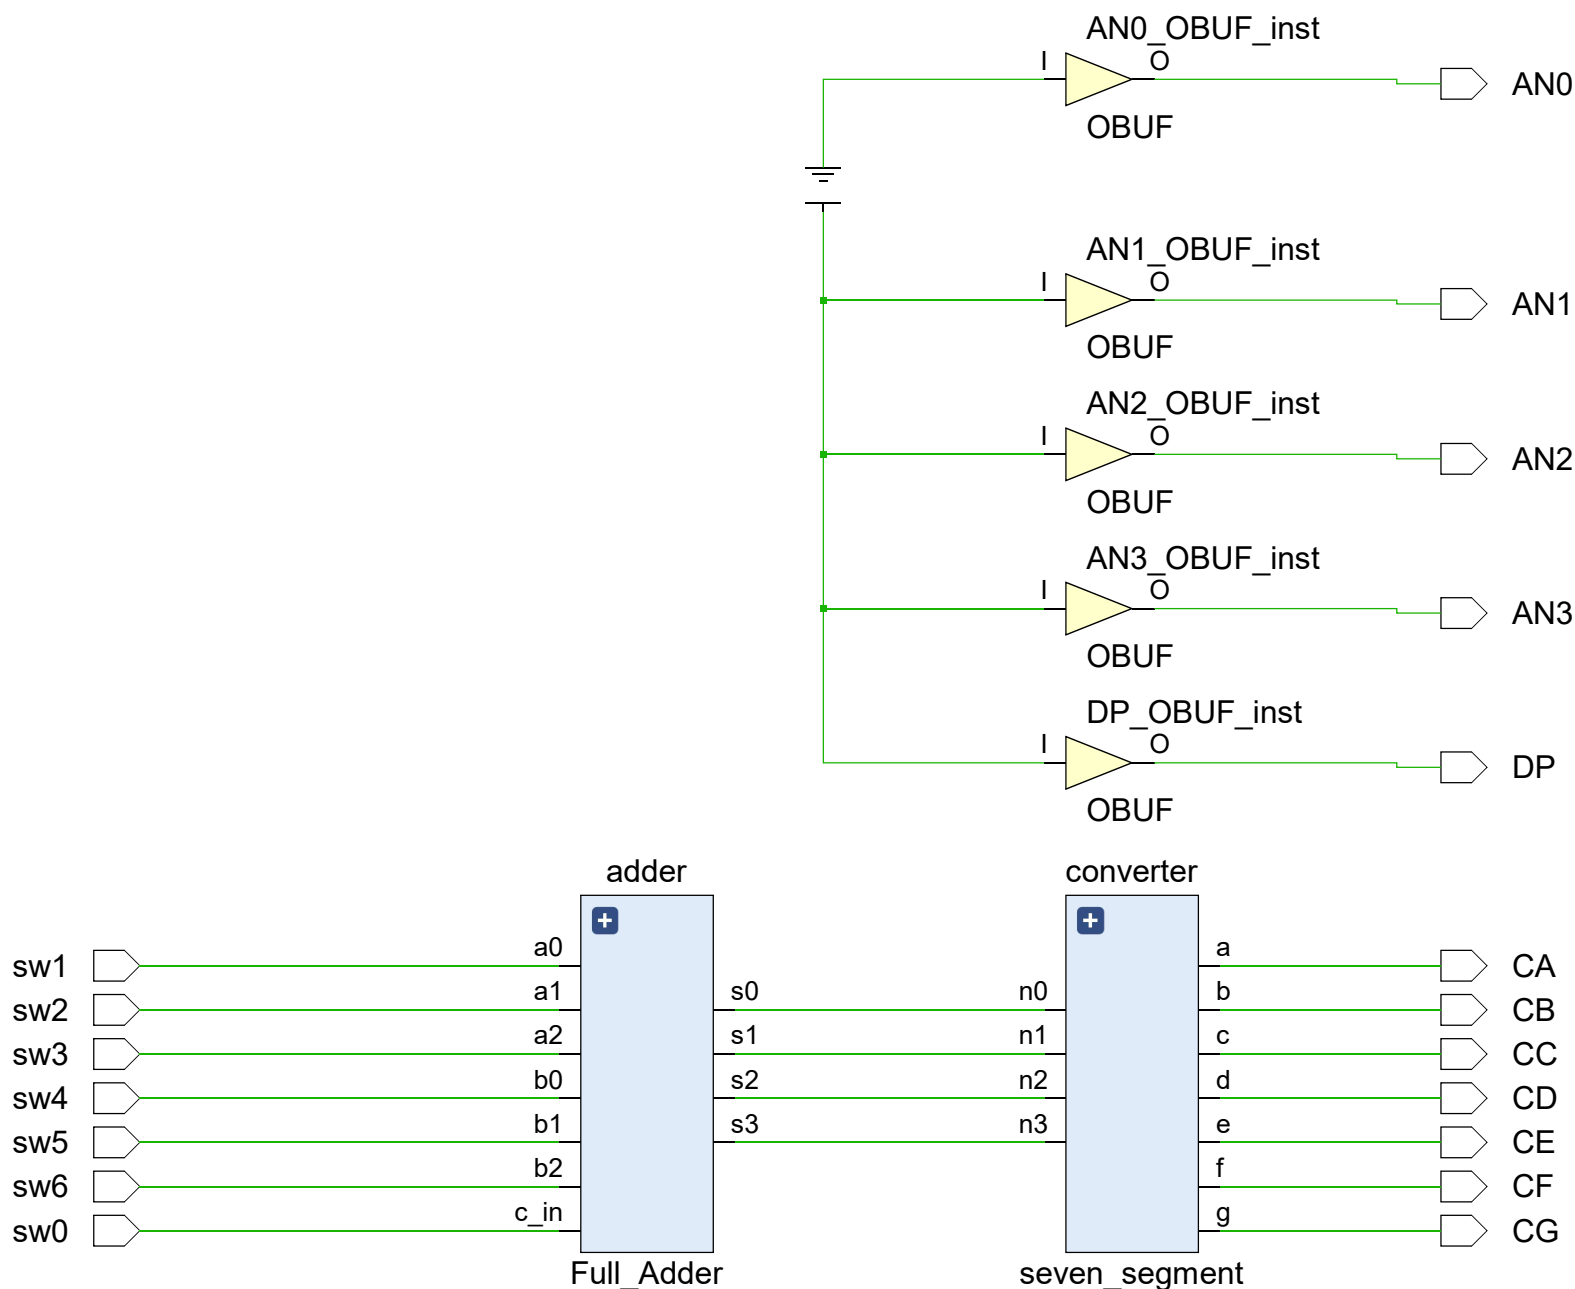 AN0_OBUF_inst
I O
AN0
OBUF
AN1_OBUF_inst
I O
AN1
OBUF
AN2_OBUF_inst
I O
AN2
OBUF
AN3_OBUF_inst
I O
AN3
OBUF
DP_OBUF_inst
I O
DP
OBUF
adder converter
sw1 a0 a CA
sw2 a1 s0 n0 b CB
sw3 a2 s1 n1 c CC
sw4 b0 s2 n2 d CD
sw5 b1 s3 n3 e CE
sw6 b2 f CF
sw0 c_in g CG
Full_Adder seven_segment